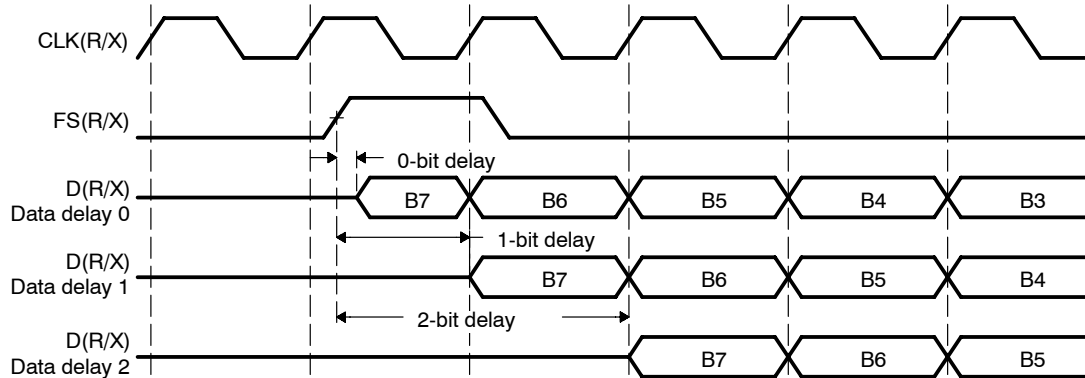 CLK(R/X)
FS(R/X)
0-bit delay
D(R/X)
Data delay 0
B7 B6 B5 B4 B3
1-bit delay
D(R/X)
Data delay 1
B7 B6 B5 B4
2-bit delay
D(R/X)
Data delay 2
B7 B6 B5